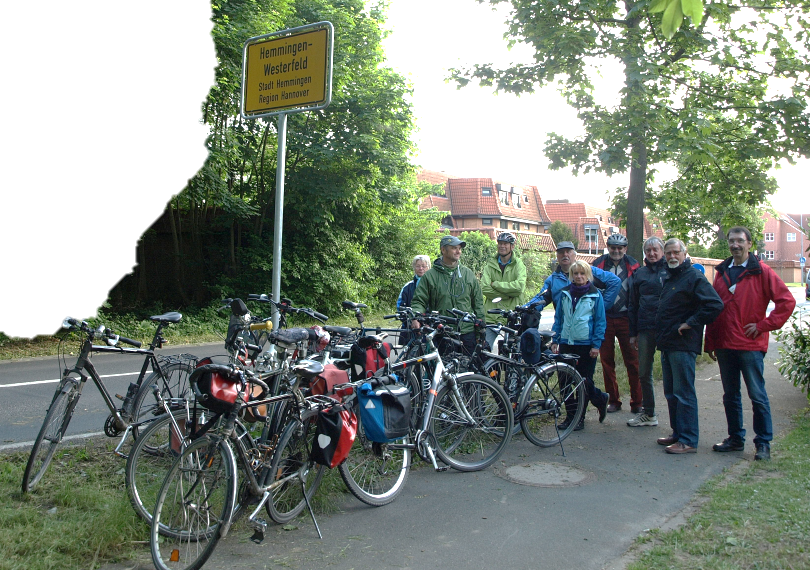 Hemmingen-
Westerfeld
Stadt Hemmingen
Region Hannover